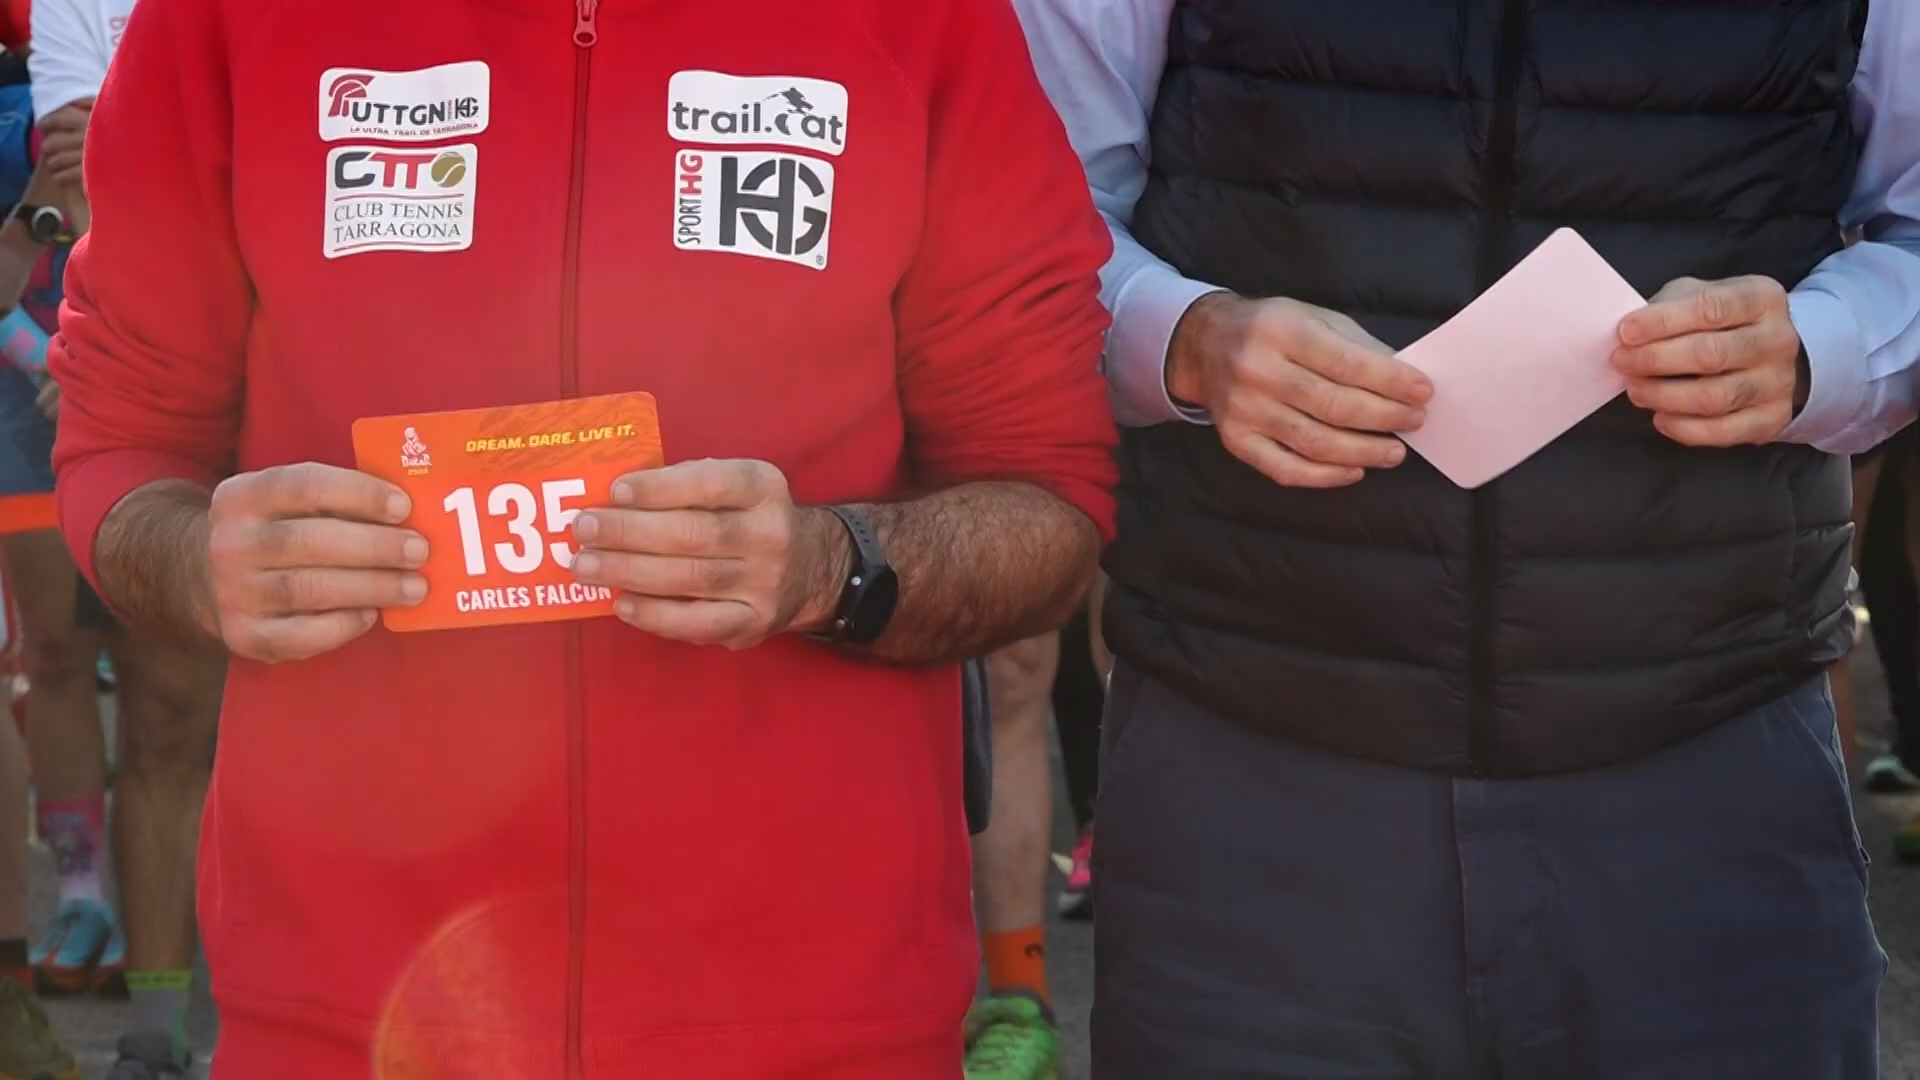 UTTGN HG
LA ULTRA TRAIL DE TARRAGONA
CTT
CLUB TENNIS
TARRAGONA
trail.cat
SPORT HG
HG
DAKAR
DREAM. DARE. LIVE IT.
135
CARLES FALCON